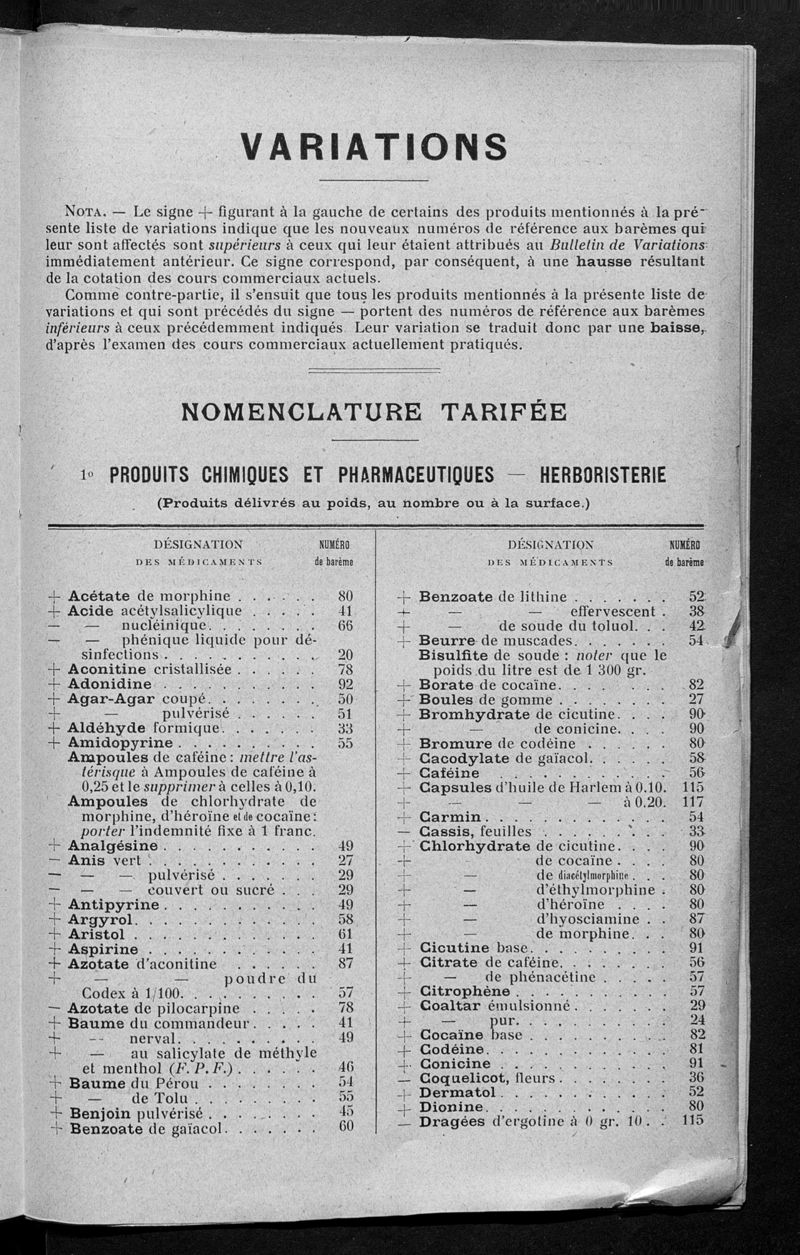 VARIATIONS
NOTA. — Le signe + figurant à la gauche de certains des produits mentionnés à la pré-
sente liste de variations indique que les nouveaux numéros de référence aux barèmes qui
leur sont affectés sont supérieurs à ceux qui leur étaient attribués au Bulletin de Variations
immédiatement antérieur. Ce signe correspond, par conséquent, à une hausse résultant
de la cotation des cours commerciaux actuels.
Comme contre-partie, il s'ensuit que tous les produits mentionnés à la présente liste de
variations et qui sont précédés du signe — portent des numéros de référence aux barèmes
inférieurs à ceux précédemment indiqués. Leur variation se traduit donc par une baisse,
d'après l'examen des cours commerciaux actuellement pratiqués.
NOMENCLATURE TARIFÉE
1º PRODUITS CHIMIQUES ET PHARMACEUTIQUES — HERBORISTERIE
(Produits délivrés au poids, au nombre ou à la surface.)
DÉSIGNATION NUMÉRO
DES MÉDICAMENTS de barème
+ Acétate de morphine . . . . . . 80
+ Acide acétylsalicylique . . . . . 41
— — nucléinique. . . . . . . . 66
— — phénique liquide pour dé-
sinfections . . . . . . . . . . . 20
+ Aconitine cristallisée . . . . . . 78
+ Adonidine . . . . . . . . . . . 92
+ Agar-Agar coupé. . . . . . . . 50
+ — pulvérisé . . . . . . 51
+ Aldéhyde formique. . . . . . . 33
+ Amidopyrine . . . . . . . . . . 55
Ampoules de caféine : mettre l'as-
térisque à Ampoules de caféine à
0,25 et le supprimer à celles à 0,10.
Ampoules de chlorhydrate de
morphine, d'héroïne et de cocaïne :
porter l'indemnité fixe à 1 franc.
+ Analgésine . . . . . . . . . . . 49
— Anis vert . . . . . . . . . . . . 27
— — — pulvérisé . . . . . . . 29
— — — couvert ou sucré . . . 29
+ Antipyrine . . . . . . . . . . . 49
+ Argyrol. . . . . . . . . . . . . 58
+ Aristol . . . . . . . . . . . . . 61
+ Aspirine . . . . . . . . . . . . 41
+ Azotate d'aconitine . . . . . . 87
+ — — poudre du
Codex à 1/100. . . . . . . . . . 57
— Azotate de pilocarpine . . . . . 78
+ Baume du commandeur. . . . . 41
+ — nerval. . . . . . . . . . 49
+ — au salicylate de méthyle
et menthol (F. P. F.) . . . . . . 46
+ Baume du Pérou . . . . . . . . 54
+ — de Tolu . . . . . . . . . 55
+ Benjoin pulvérisé . . . . . . . . 45
+ Benzoate de gaïacol. . . . . . . 60
DÉSIGNATION NUMÉRO
DES MÉDICAMENTS de barème
+ Benzoate de lithine . . . . . . . 52
+ — — effervescent . 38
+ — de soude du toluol. . . 42
+ Beurre de muscades. . . . . . . 54
Bisulfite de soude : noter que le
poids du litre est de 1 300 gr.
+ Borate de cocaïne. . . . . . . . 82
+ Boules de gomme . . . . . . . . 27
+ Bromhydrate de cicutine. . . . 90
+ — de conicine. . . . 90
+ Bromure de codéine . . . . . . 80
+ Cacodylate de gaïacol. . . . . . 58
+ Caféine . . . . . . . . . . . . 56
+ Capsules d'huile de Harlem à 0.10. 115
+ — — — à 0.20. 117
+ Carmin . . . . . . . . . . . . . 54
— Cassis, feuilles . . . . . . . . . 33
+ Chlorhydrate de cicutine. . . . 90
+ de cocaïne . . . . 80
+ — de diacétylmorphine . . . 80
+ — d'éthylmorphine . 80
+ — d'héroïne . . . . 80
+ — d'hyosciamine . . 87
+ — de morphine. . . 80
+ Cicutine base. . . . . . . . . . 91
+ Citrate de caféine. . . . . . . . 56
+ — de phénacétine . . . . . 57
+ Citrophène . . . . . . . . . . . 57
+ Coaltar émulsionné . . . . . . . 29
+ — pur. . . . . . . . . . . 24
+ Cocaïne base . . . . . . . . . . 82
+ Codéine. . . . . . . . . . . . . 81
+ Conicine . . . . . . . . . . . . 91
— Coquelicot, fleurs . . . . . . . . 36
+ Dermatol . . . . . . . . . . . . 52
+ Dionine. . . . . . . . . . . . . 80
— Dragées d'ergotine à 0 gr. 10 . . 115